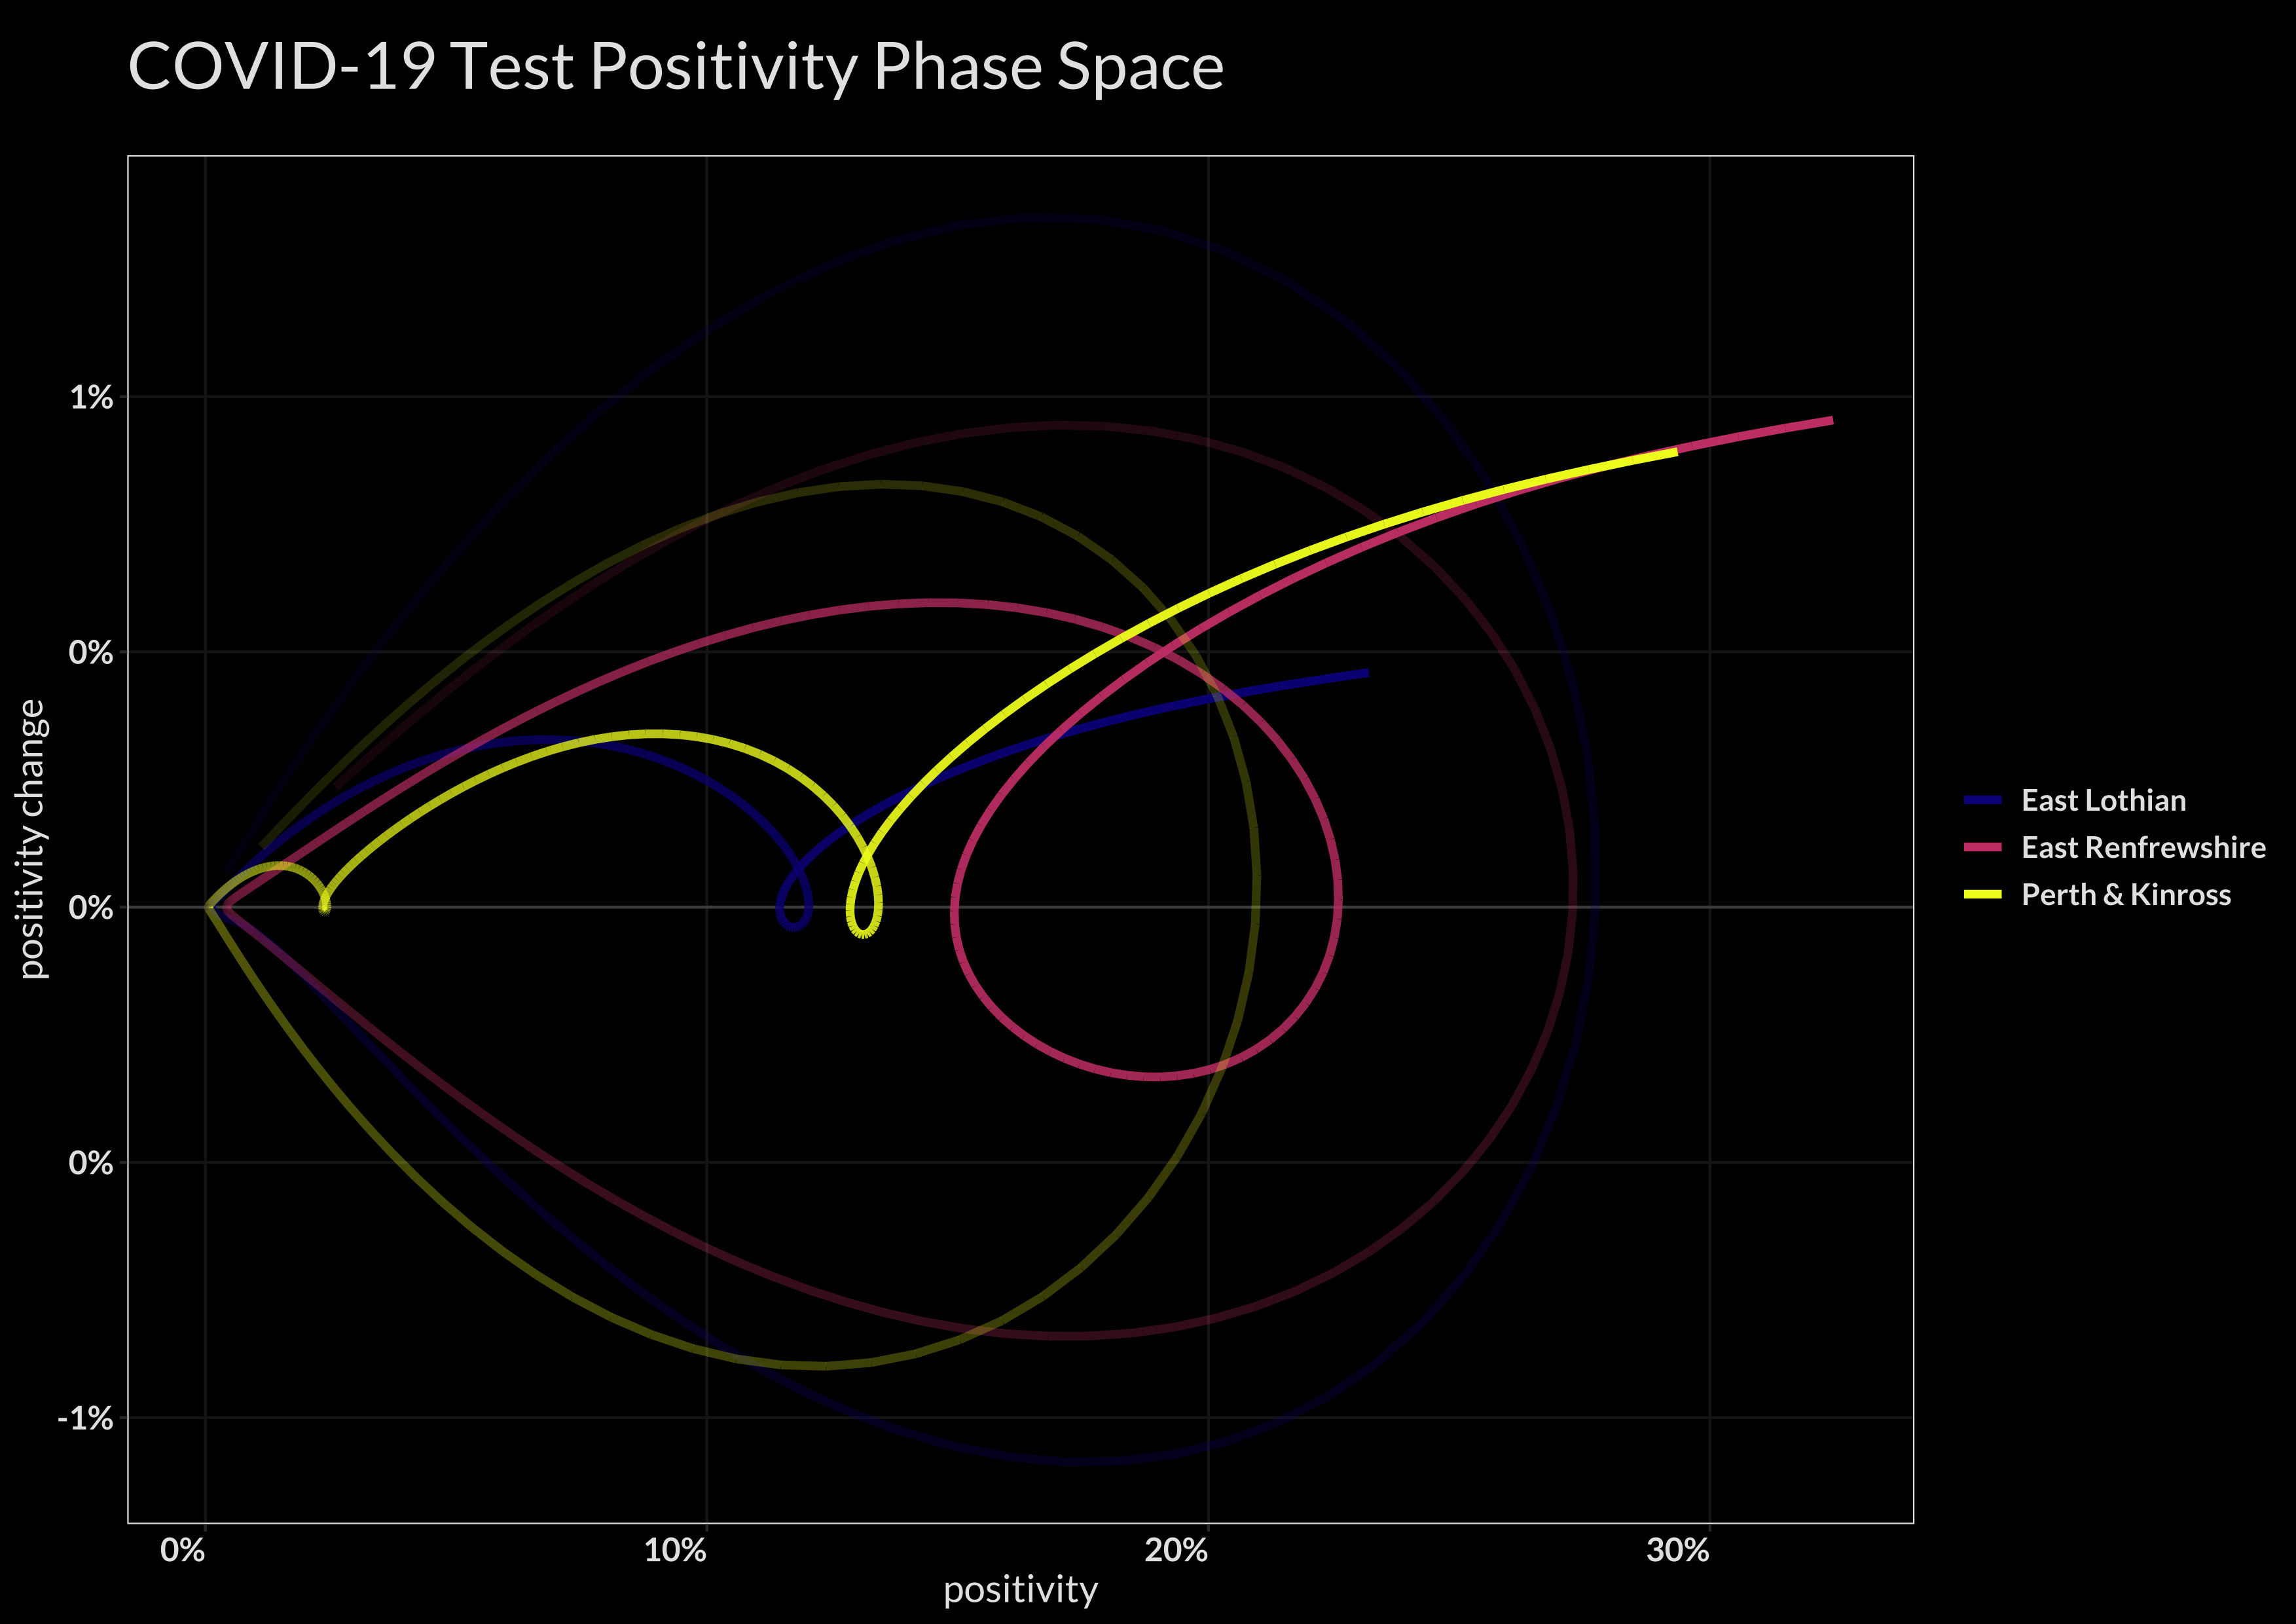 COVID-19 Test Positivity Phase Space
positivity change
1%
0%
0%
0%
-1%
0% 10% 20% 30%
positivity
East Lothian
East Renfrewshire
Perth & Kinross